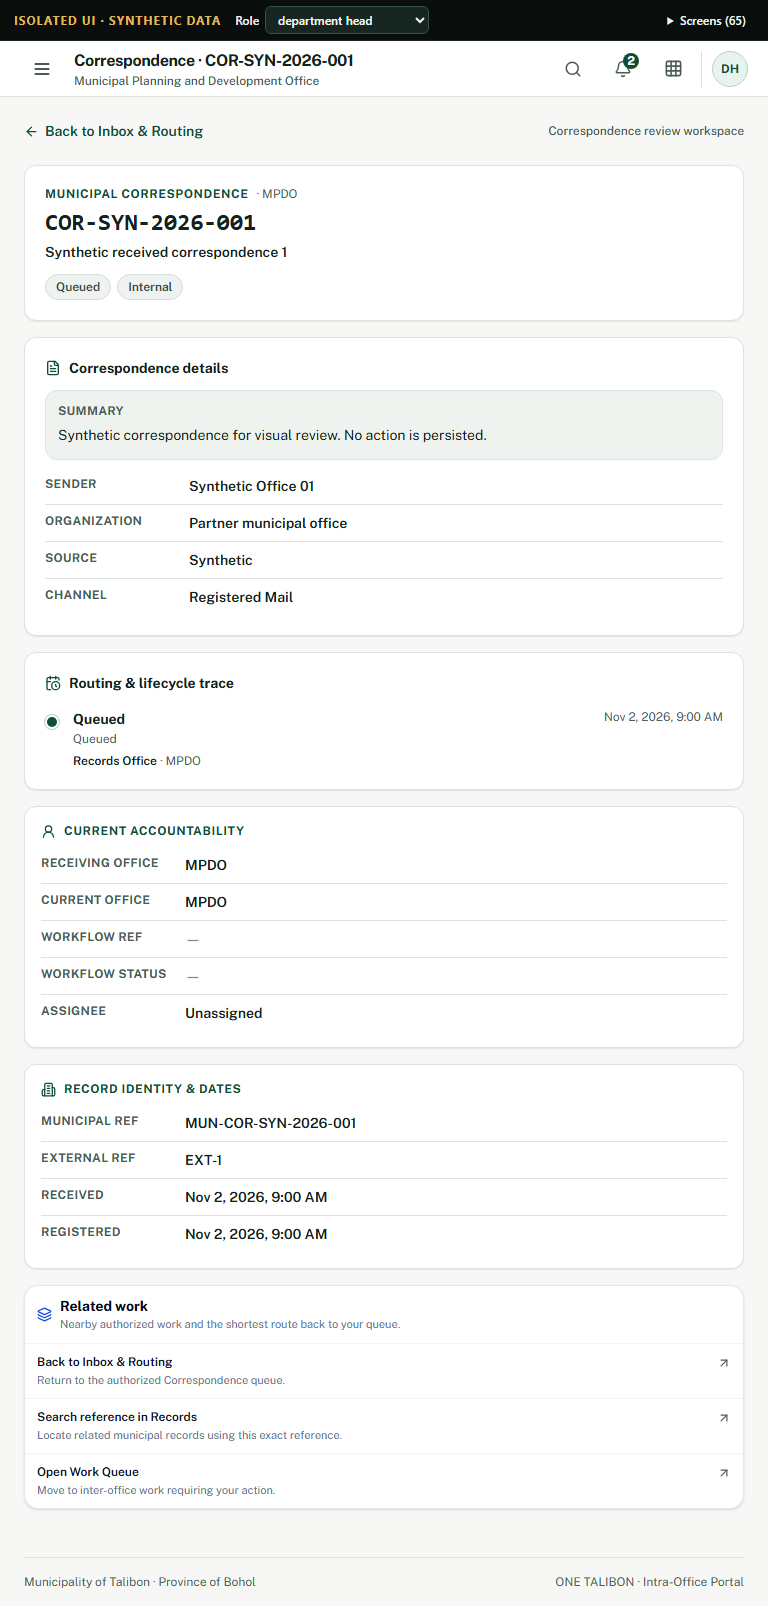 ISOLATED UI · SYNTHETIC DATA Role department head Screens (65)
Correspondence · COR-SYN-2026-001
Municipal Planning and Development Office
2
DH
Back to Inbox & Routing Correspondence review workspace
MUNICIPAL CORRESPONDENCE · MPDO
COR-SYN-2026-001
Synthetic received correspondence 1
Queued Internal
Correspondence details
SUMMARY
Synthetic correspondence for visual review. No action is persisted.
SENDER Synthetic Office 01
ORGANIZATION Partner municipal office
SOURCE Synthetic
CHANNEL Registered Mail
Routing & lifecycle trace
Queued Nov 2, 2026, 9:00 AM
Queued
Records Office · MPDO
CURRENT ACCOUNTABILITY
RECEIVING OFFICE MPDO
CURRENT OFFICE MPDO
WORKFLOW REF —
WORKFLOW STATUS —
ASSIGNEE Unassigned
RECORD IDENTITY & DATES
MUNICIPAL REF MUN-COR-SYN-2026-001
EXTERNAL REF EXT-1
RECEIVED Nov 2, 2026, 9:00 AM
REGISTERED Nov 2, 2026, 9:00 AM
Related work
Nearby authorized work and the shortest route back to your queue.
Back to Inbox & Routing
Return to the authorized Correspondence queue.
Search reference in Records
Locate related municipal records using this exact reference.
Open Work Queue
Move to inter-office work requiring your action.
Municipality of Talibon · Province of Bohol ONE TALIBON · Intra-Office Portal